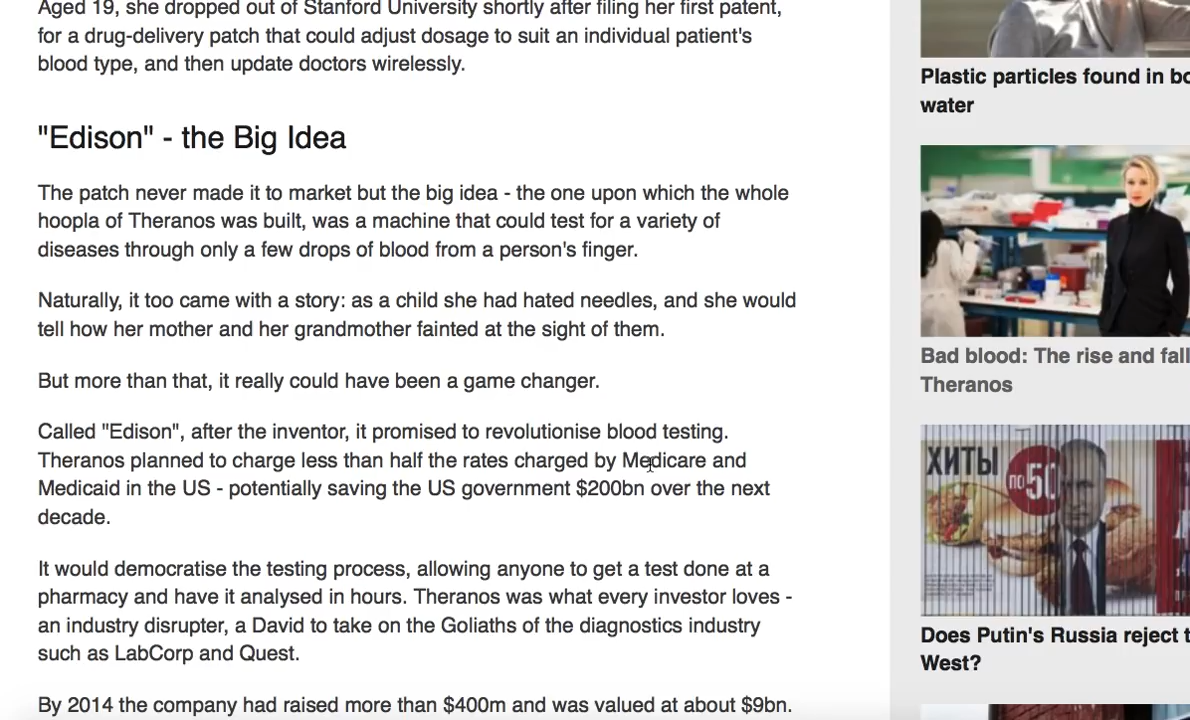 Aged 19, she dropped out of Stanford University shortly after filing her first patent,
for a drug-delivery patch that could adjust dosage to suit an individual patient's
blood type, and then update doctors wirelessly.
"Edison" - the Big Idea
The patch never made it to market but the big idea - the one upon which the whole
hoopla of Theranos was built, was a machine that could test for a variety of
diseases through only a few drops of blood from a person's finger.
Naturally, it too came with a story: as a child she had hated needles, and she would
tell how her mother and her grandmother fainted at the sight of them.
But more than that, it really could have been a game changer.
Called "Edison", after the inventor, it promised to revolutionise blood testing.
Theranos planned to charge less than half the rates charged by Medicare and
Medicaid in the US - potentially saving the US government $200bn over the next
decade.
It would democratise the testing process, allowing anyone to get a test done at a
pharmacy and have it analysed in hours. Theranos was what every investor loves -
an industry disrupter, a David to take on the Goliaths of the diagnostics industry
such as LabCorp and Quest.
By 2014 the company had raised more than $400m and was valued at about $9bn.
Plastic particles found in bo
water
Bad blood: The rise and fall
Theranos
ХИТЫ
по 50
Does Putin's Russia reject t
West?